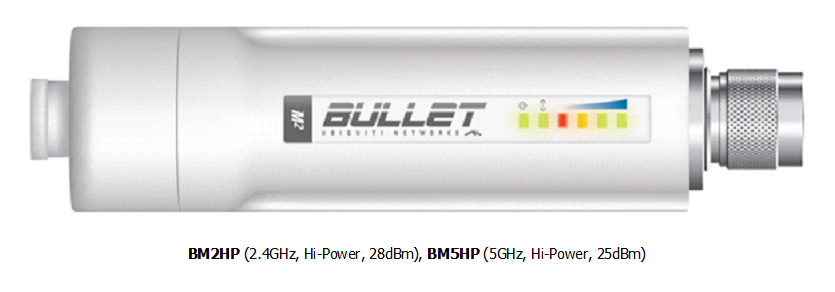 M2
BULLET
UBIQUITI NETWORKS
BM2HP (2.4GHz, Hi-Power, 28dBm), BM5HP (5GHz, Hi-Power, 25dBm)